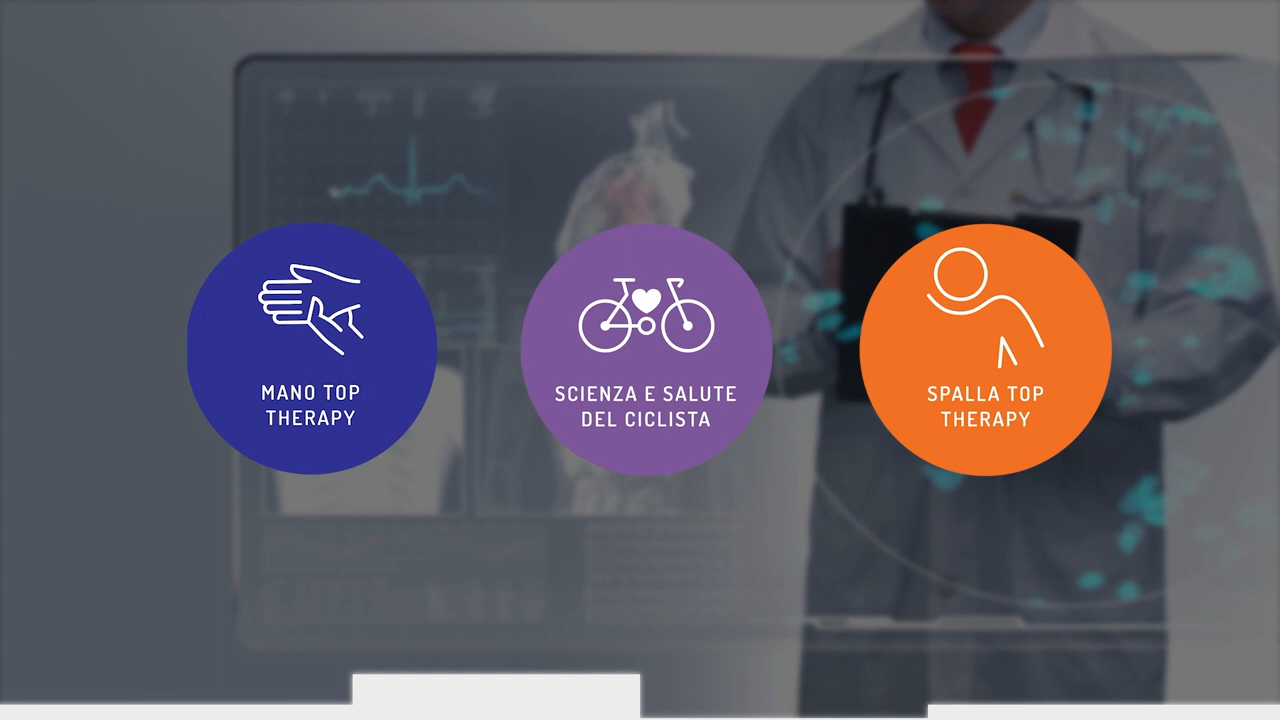 MANO TOP
THERAPY
SCIENZA E SALUTE
DEL CICLISTA
SPALLA TOP
THERAPY